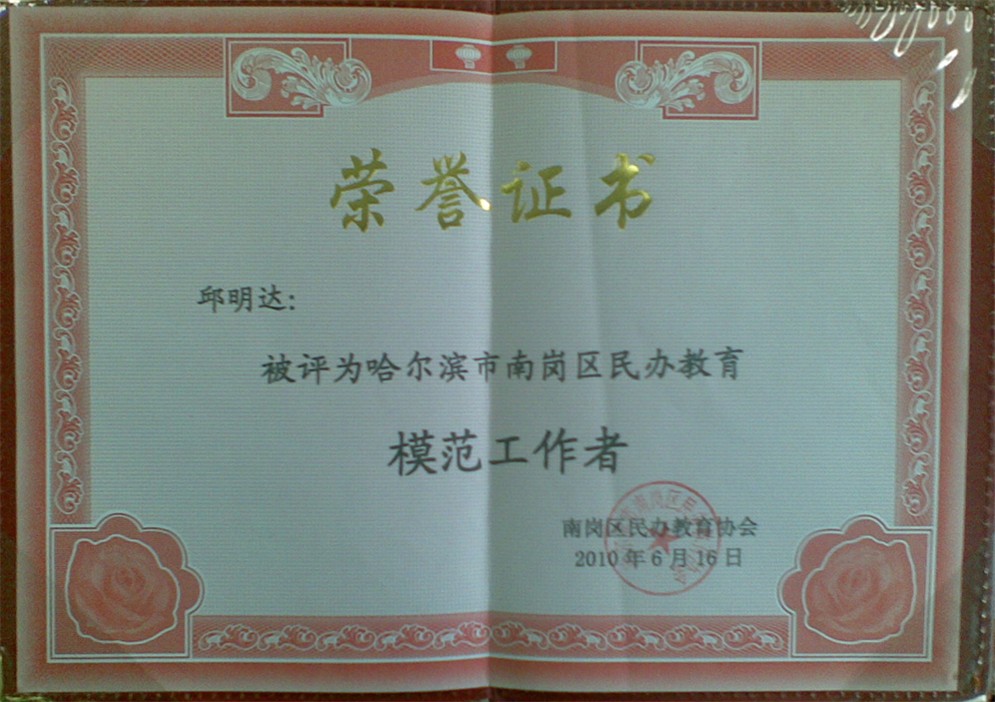 荣誉证书
邱明达:
被评为哈尔滨市南岗区民办教育
模范工作者
南岗区民办教育协会
2010年6月16日